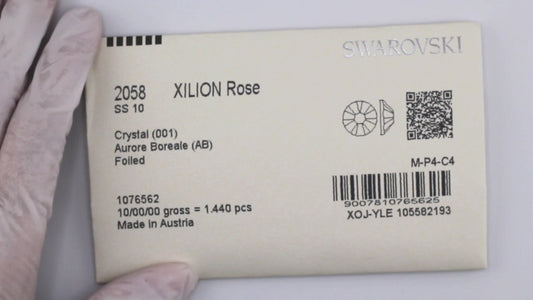 SWAROVSKI
2058 XILION Rose
SS 10
Crystal (001)
Aurore Boreale (AB)
Foiled
M-P4-C4
1076562
10/00/00 gross = 1.440 pcs
Made in Austria
9007810765625
XOJ-YLE 105582193